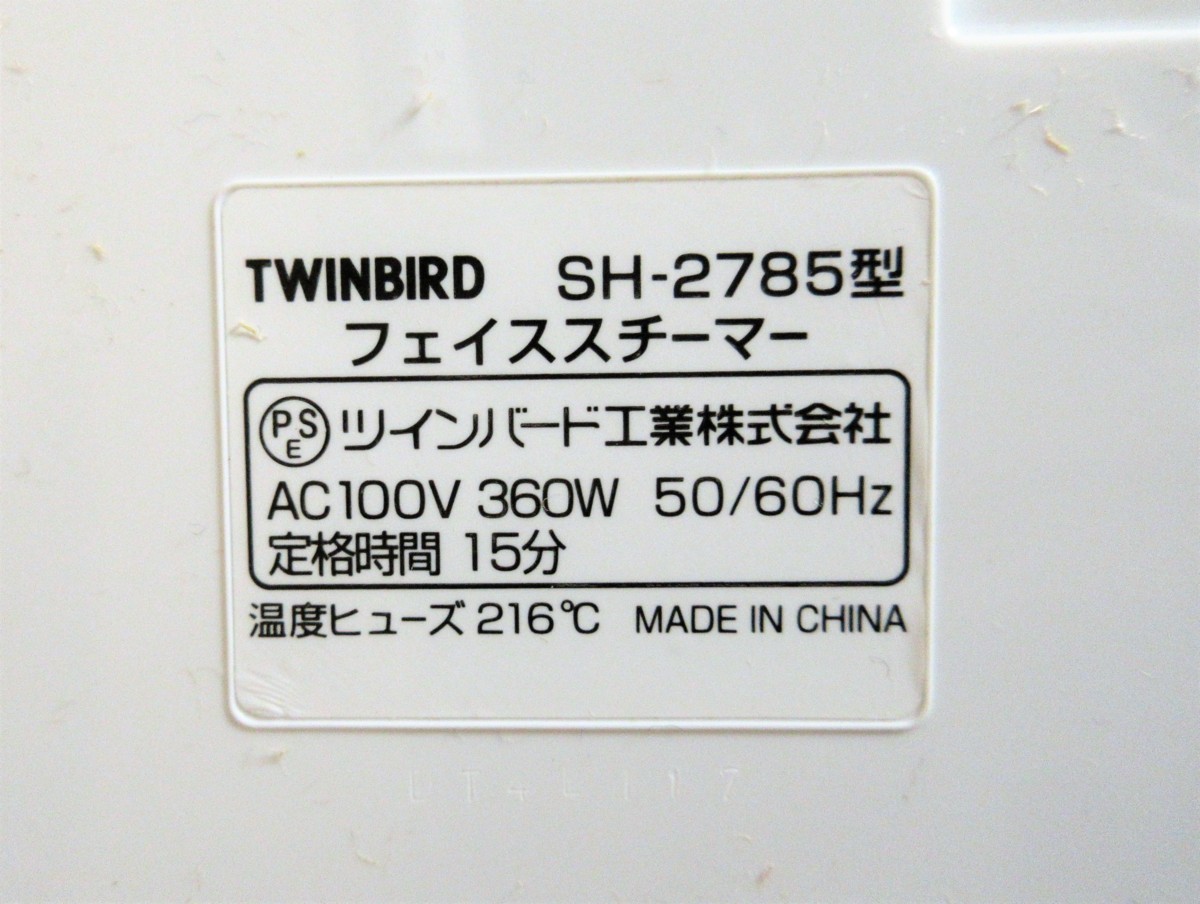 TWINBIRD SH-2785型
フェイススチーマー
PSE ツインバード工業株式会社
AC100V 360W 50/60Hz
定格時間 15分
温度ヒューズ 216℃ MADE IN CHINA